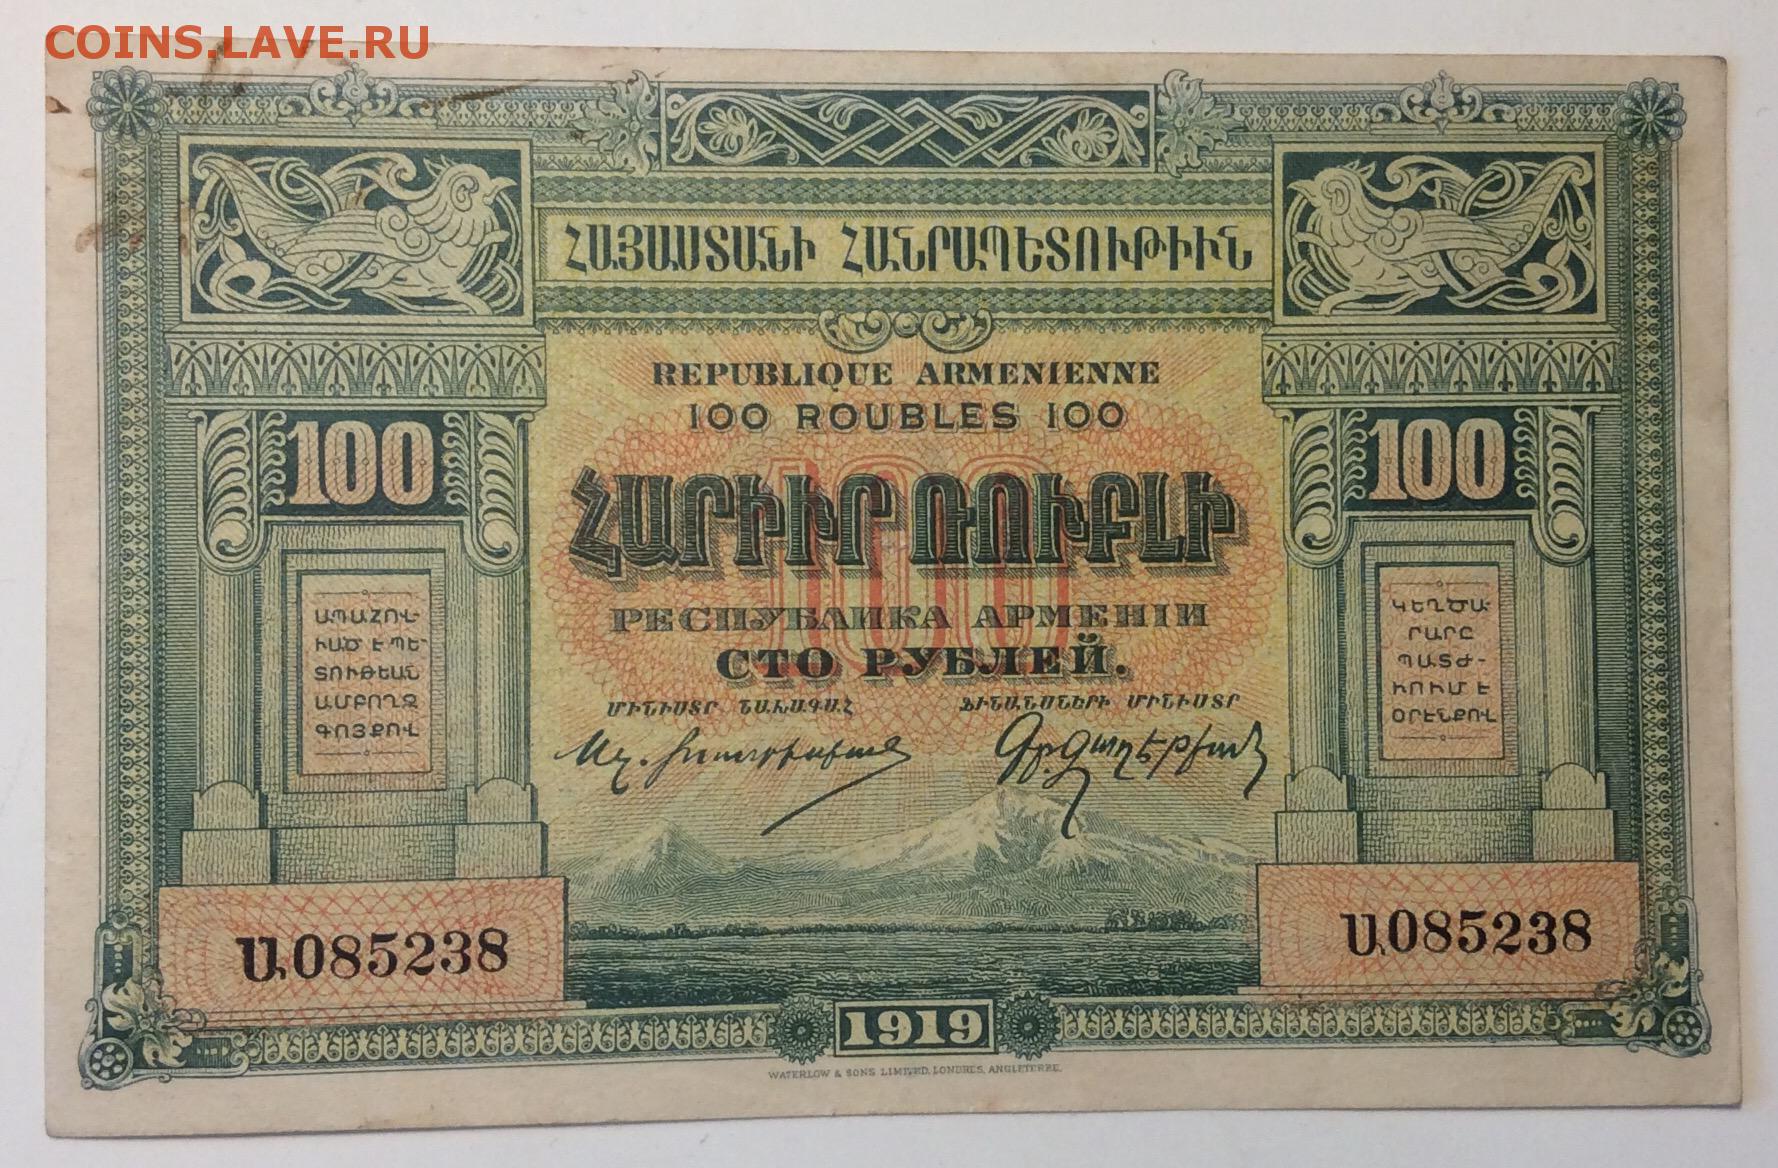 COINS.LAVE.RU
ՀԱՅԱՍՏԱՆԻ ՀԱՆՐԱՊԵՏՈՒԹԻՒՆ
REPUBLIQUE ARMENIENNE
100 ROUBLES 100
100
100
ՀԱՐԻՒՐ ՌՈՒԲԼԻ
100
РЕСПУБЛИКА АРМЕНІИ
СТО РУБЛЕЙ.
ԱՊԱՀՈՎ-
ՒԱԾ Է ՊԵ-
ՏՈՒԹԵԱՆ
ԱՄԲՈՂՋ
ԳՈՅՔՈՎ
ԿԵՂԾԱ-
ՐԱՐԸ
ՊԱՏԺ-
ՒՈՒՄ Է
ՕՐԷՆՔՈՎ
ՄԻՆԻՍՏՐ ՆԱԽԱԳԱՀ
ՖԻՆԱՆՍՆԵՐԻ ՄԻՆԻՍՏՐ
Ա.085238
Ա.085238
1919
WATERLOW & SONS LIMITED, LONDRES, ANGLETERRE.